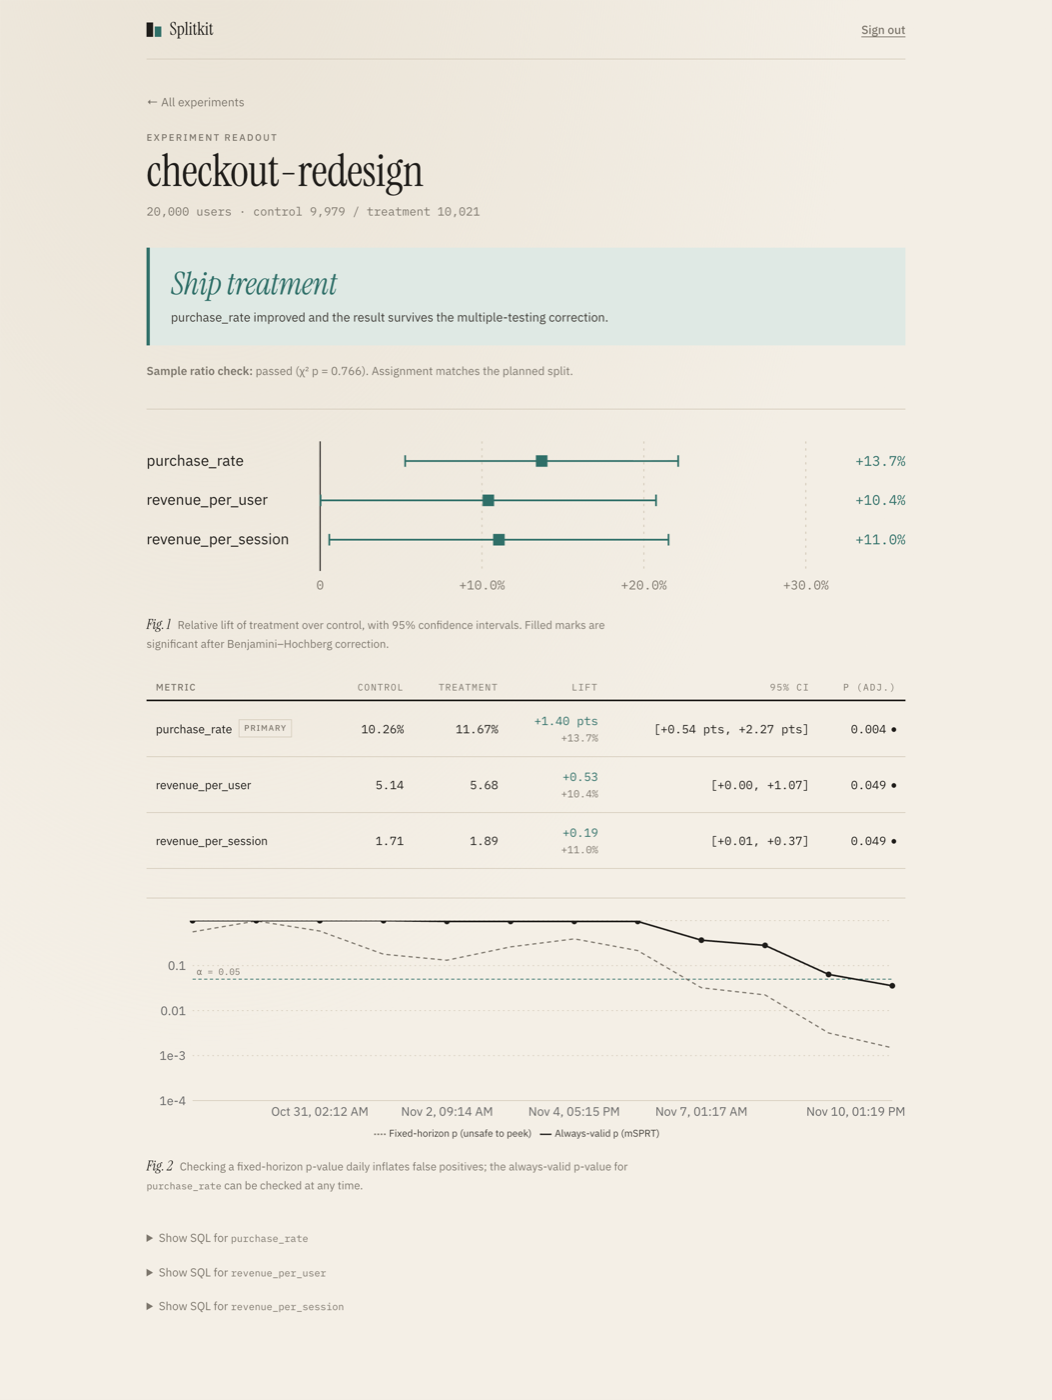 Splitkit
Sign out
← All experiments
EXPERIMENT READOUT
checkout-redesign
20,000 users · control 9,979 / treatment 10,021
Ship treatment
purchase_rate improved and the result survives the multiple-testing correction.
Sample ratio check: passed (χ² p = 0.766). Assignment matches the planned split.
purchase_rate +13.7%
revenue_per_user +10.4%
revenue_per_session +11.0%
0 +10.0% +20.0% +30.0%
Fig. 1 Relative lift of treatment over control, with 95% confidence intervals. Filled marks are
significant after Benjamini–Hochberg correction.
METRIC CONTROL TREATMENT LIFT 95% CI P (ADJ.)
purchase_rate PRIMARY 10.26% 11.67% +1.40 pts [+0.54 pts, +2.27 pts] 0.004 ●
+13.7%
revenue_per_user 5.14 5.68 +0.53 [+0.00, +1.07] 0.049 ●
+10.4%
revenue_per_session 1.71 1.89 +0.19 [+0.01, +0.37] 0.049 ●
+11.0%
0.1
α = 0.05
0.01
1e-3
1e-4
Oct 31, 02:12 AM Nov 2, 09:14 AM Nov 4, 05:15 PM Nov 7, 01:17 AM Nov 10, 01:19 PM
Fixed-horizon p (unsafe to peek) Always-valid p (mSPRT)
Fig. 2 Checking a fixed-horizon p-value daily inflates false positives; the always-valid p-value for
purchase_rate can be checked at any time.
▶ Show SQL for purchase_rate
▶ Show SQL for revenue_per_user
▶ Show SQL for revenue_per_session